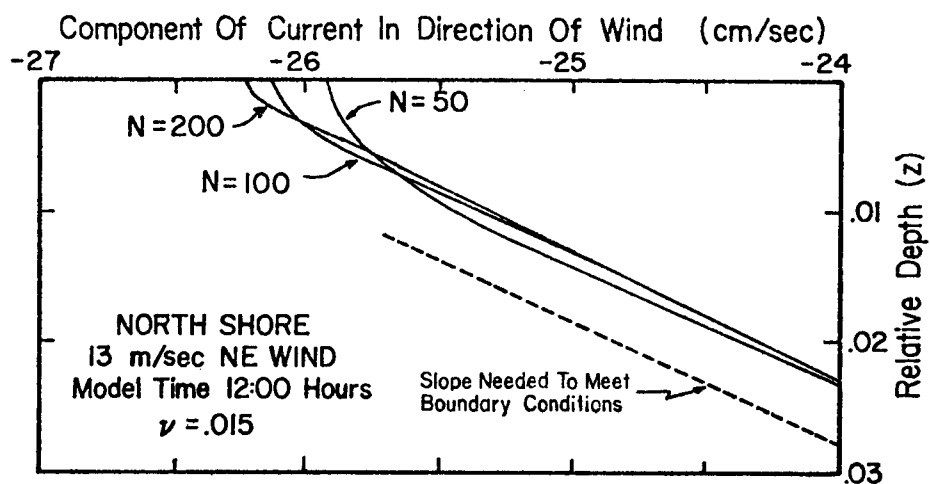 Component Of Current In Direction Of Wind (cm/sec)
-27 -26 -25 -24
N=50
N=200
N=100
.01
.02
.03
Relative Depth (z)
NORTH SHORE
13 m/sec NE WIND
Model Time 12:00 Hours
ν = .015
Slope Needed To Meet
Boundary Conditions